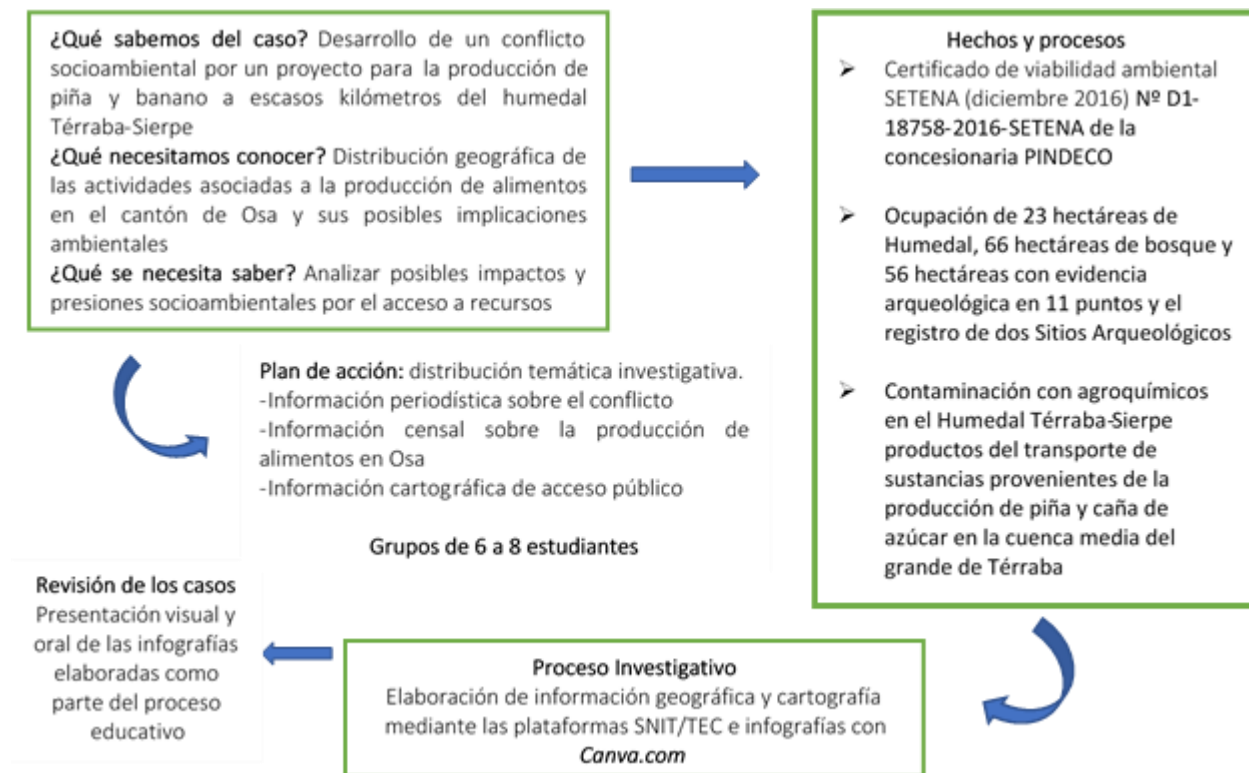 ¿Qué sabemos del caso? Desarrollo de un conflicto
socioambiental por un proyecto para la producción de
piña y banano a escasos kilómetros del humedal
Térraba-Sierpe
¿Qué necesitamos conocer? Distribución geográfica de
las actividades asociadas a la producción de alimentos
en el cantón de Osa y sus posibles implicaciones
ambientales
¿Qué se necesita saber? Analizar posibles impactos y
presiones socioambientales por el acceso a recursos
Hechos y procesos
➤ Certificado de viabilidad ambiental
SETENA (diciembre 2016) Nº D1-
18758-2016-SETENA de la
concesionaria PINDECO
➤ Ocupación de 23 hectáreas de
Humedal, 66 hectáreas de bosque y
56 hectáreas con evidencia
arqueológica en 11 puntos y el
registro de dos Sitios Arqueológicos
➤ Contaminación con agroquímicos
en el Humedal Térraba-Sierpe
productos del transporte de
sustancias provenientes de la
producción de piña y caña de
azúcar en la cuenca media del
grande de Térraba
Plan de acción: distribución temática investigativa.
-Información periodística sobre el conflicto
-Información censal sobre la producción de
alimentos en Osa
-Información cartográfica de acceso público
Grupos de 6 a 8 estudiantes
Proceso Investigativo
Elaboración de información geográfica y cartografía
mediante las plataformas SNIT/TEC e infografías con
Canva.com
Revisión de los casos
Presentación visual y
oral de las infografías
elaboradas como
parte del proceso
educativo